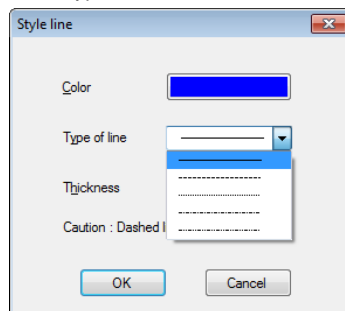 Style line
Color
Type of line
Thickness
Caution : Dashed
OK
Cancel